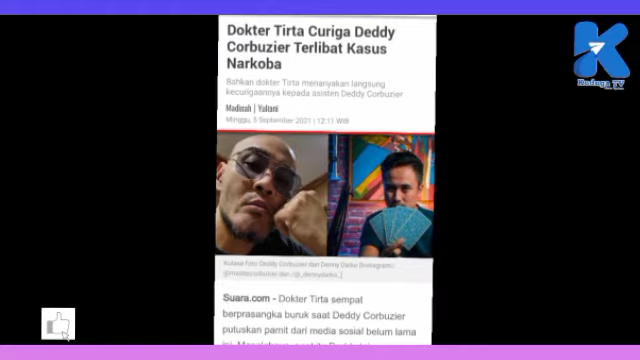 Dokter Tirta Curiga Deddy
Corbuzier Terlibat Kasus
Narkoba
Bahkan dokter Tirta menanyakan langsung
kecurigaannya kepada asisten Deddy Corbuzier
Madinah | Yuliani
Minggu, 5 September 2021 | 12:11 WIB
Kolase Foto Deddy Corbuzier dan Denny Darko [Instagram/
@mastercorbuzier dan /@_dennydarko_]
Suara.com - Dokter Tirta sempat
berprasangka buruk saat Deddy Corbuzier
putuskan pamit dari media sosial belum lama
K
Kudaga TV